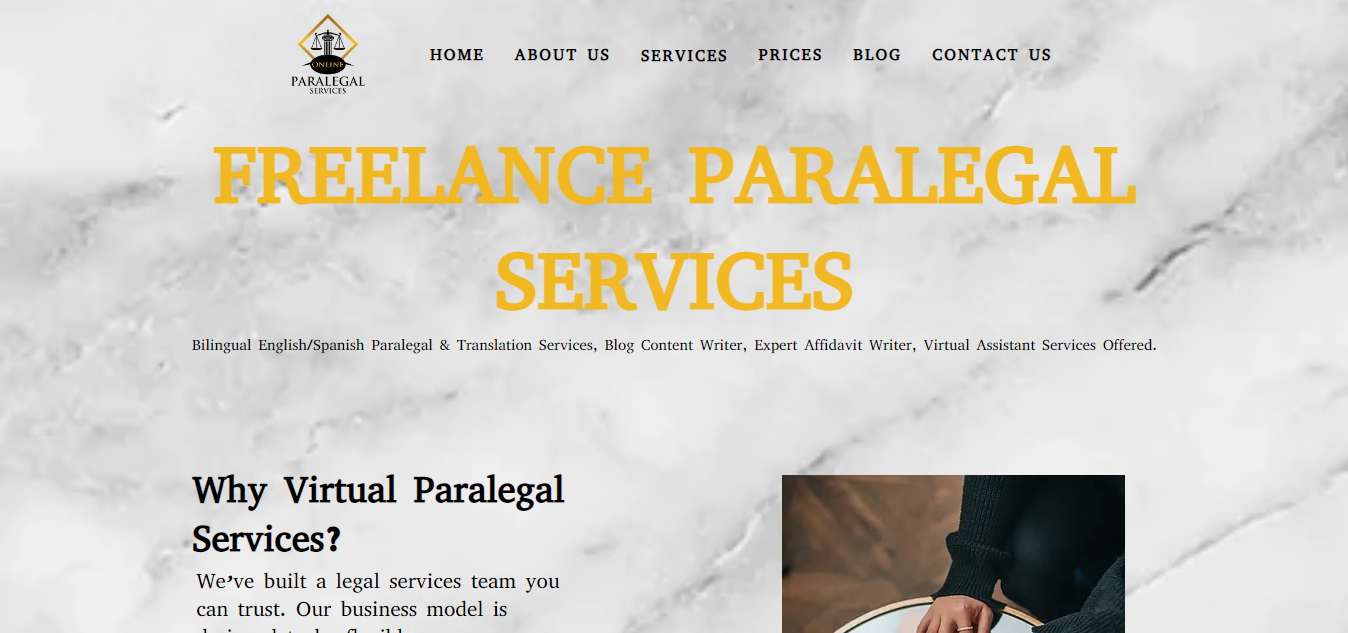 ONLINE
PARALEGAL
SERVICES
HOME ABOUT US SERVICES PRICES BLOG CONTACT US
FREELANCE PARALEGAL
SERVICES
Bilingual English/Spanish Paralegal & Translation Services, Blog Content Writer, Expert Affidavit Writer, Virtual Assistant Services Offered.
Why Virtual Paralegal
Services?
We've built a legal services team you
can trust. Our business model is